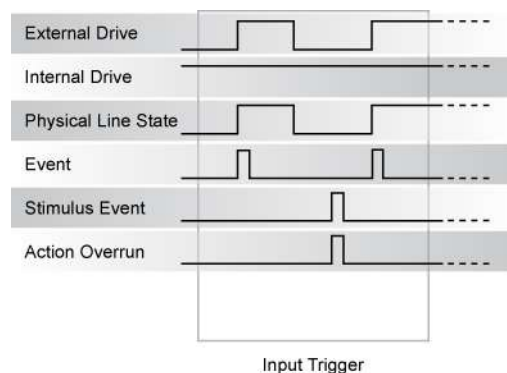 External Drive
Internal Drive
Physical Line State
Event
Stimulus Event
Action Overrun
Input Trigger